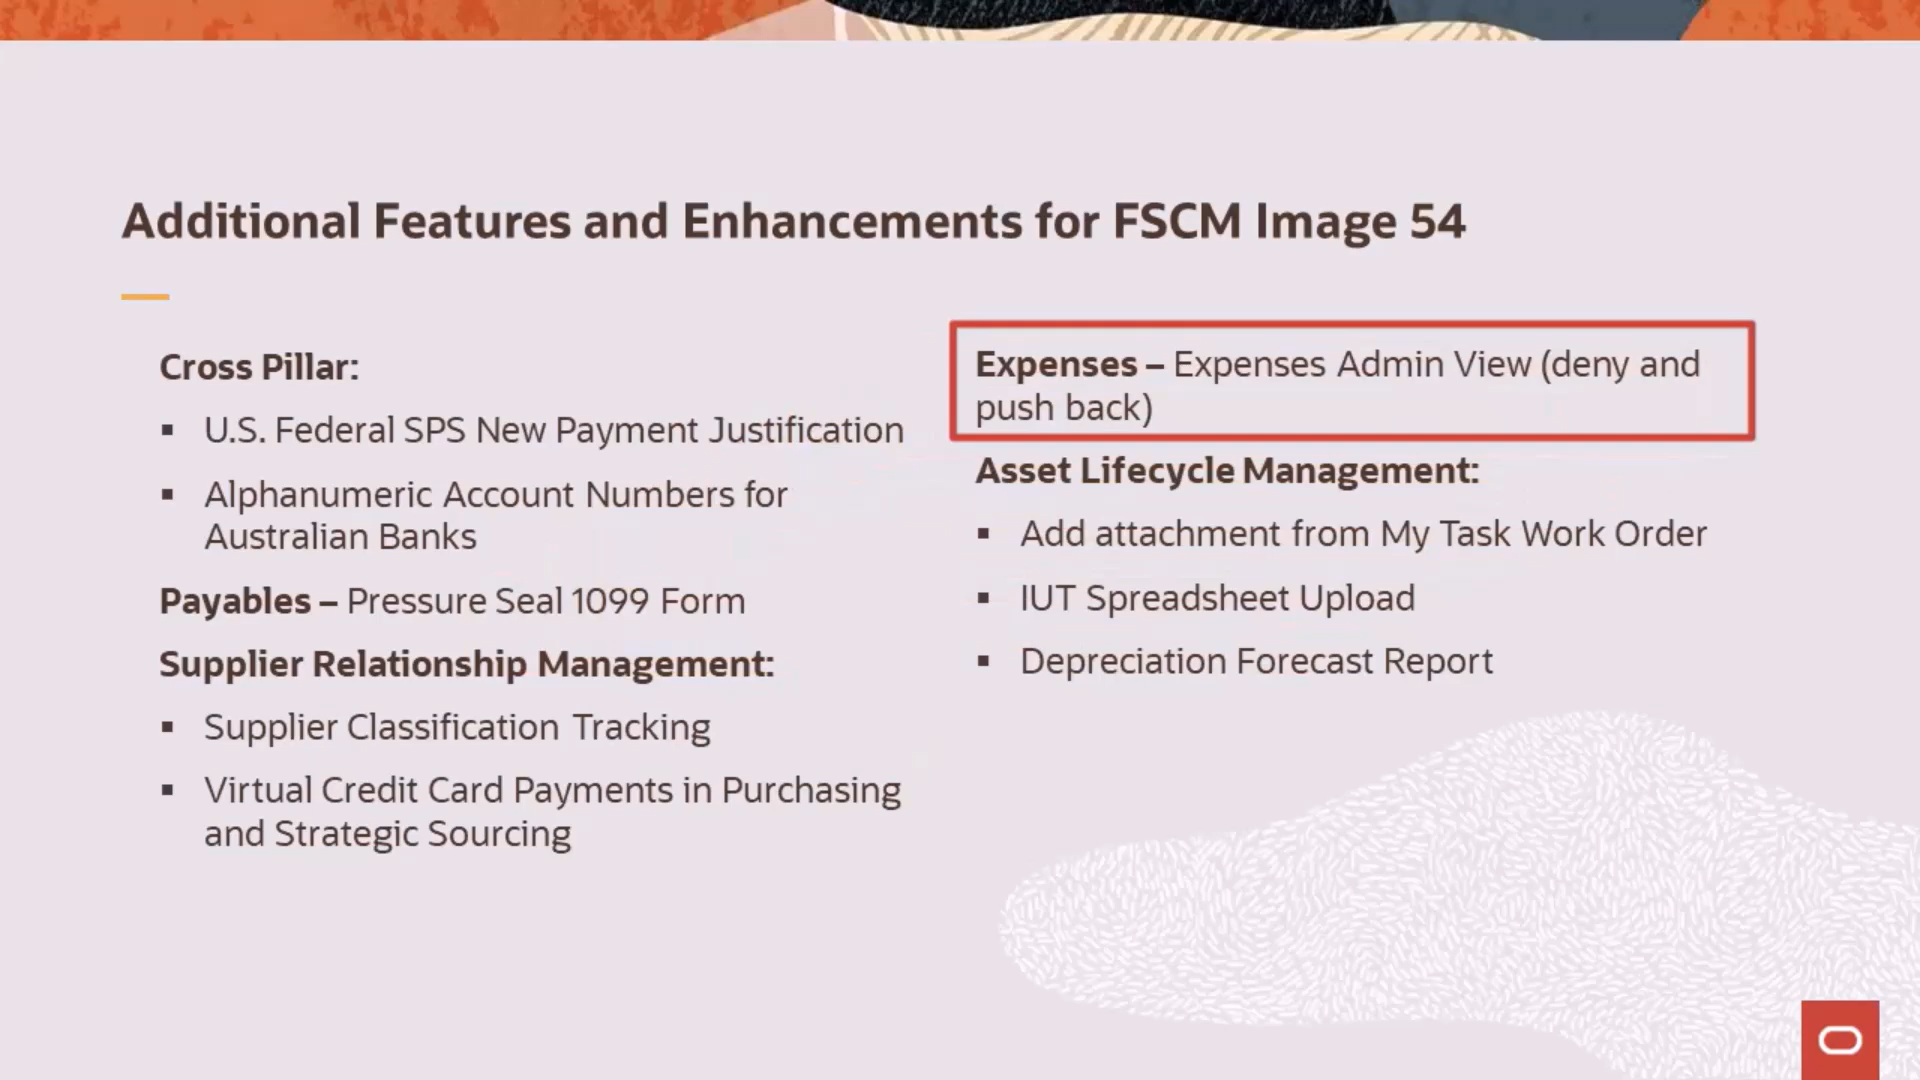 Additional Features and Enhancements for FSCM Image 54
Cross Pillar:
▪ U.S. Federal SPS New Payment Justification
▪ Alphanumeric Account Numbers for
Australian Banks
Payables – Pressure Seal 1099 Form
Supplier Relationship Management:
▪ Supplier Classification Tracking
▪ Virtual Credit Card Payments in Purchasing
and Strategic Sourcing
Expenses – Expenses Admin View (deny and
push back)
Asset Lifecycle Management:
▪ Add attachment from My Task Work Order
▪ IUT Spreadsheet Upload
▪ Depreciation Forecast Report